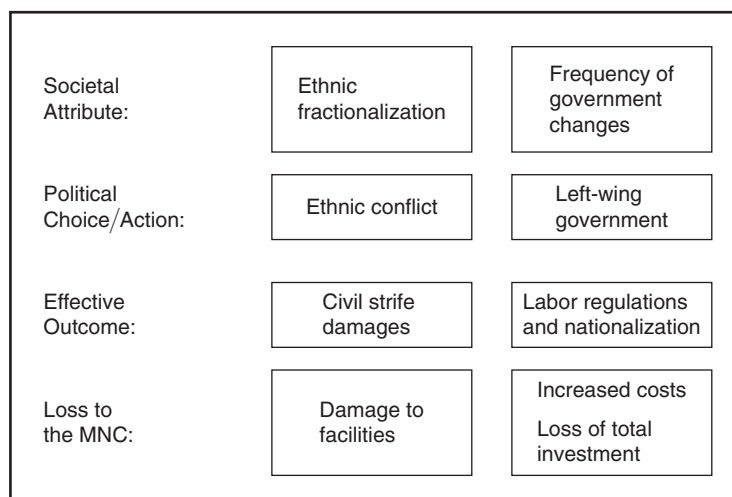 Societal
Attribute:
Ethnic
fractionalization
Frequency of
government
changes
Political
Choice/Action:
Ethnic conflict
Left-wing
government
Effective
Outcome:
Civil strife
damages
Labor regulations
and nationalization
Loss to
the MNC:
Damage to
facilities
Increased costs
Loss of total
investment